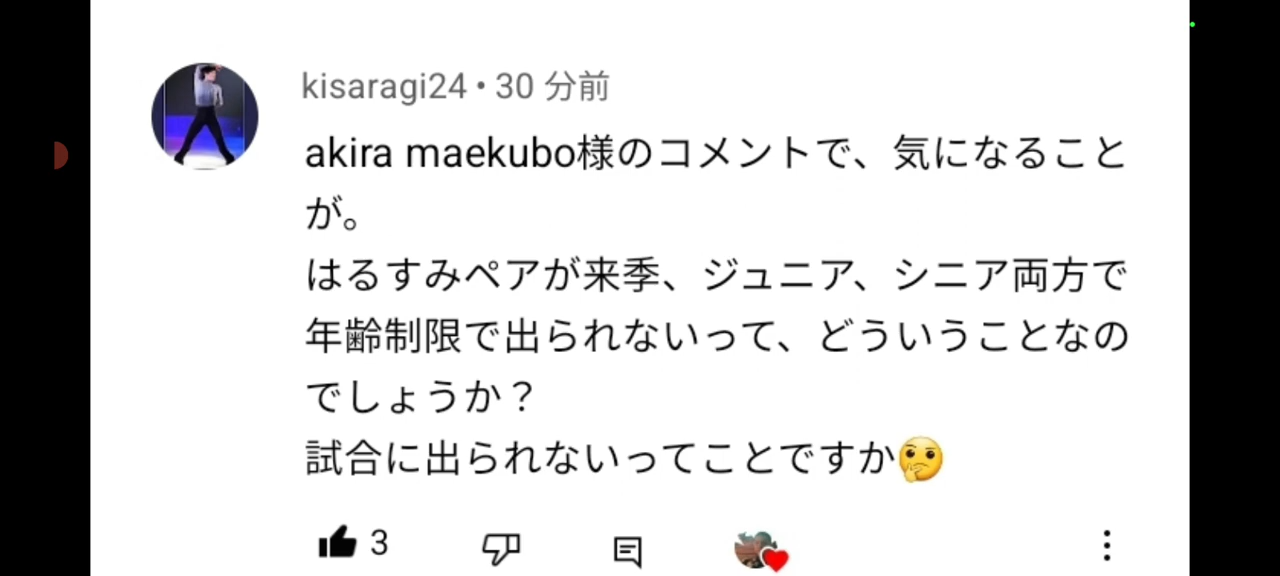 kisaragi24 • 30 分前
akira maekubo様のコメントで、気になること
が。
はるすみペアが来季、ジュニア、シニア両方で
年齢制限で出られないって、どういうことなの
でしょうか？
試合に出られないってことですか🤔
3